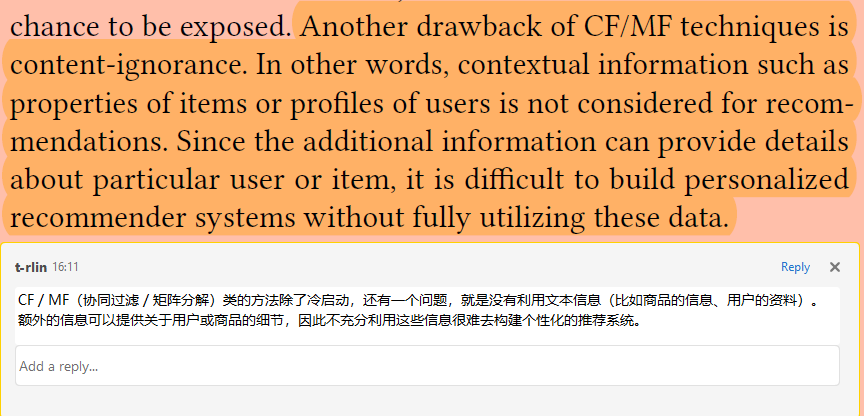 chance to be exposed. Another drawback of CF/MF techniques is
content-ignorance. In other words, contextual information such as
properties of items or profiles of users is not considered for recom-
mendations. Since the additional information can provide details
about particular user or item, it is difficult to build personalized
recommender systems without fully utilizing these data.
t-rlin 16:11 Reply ×
CF / MF（协同过滤 / 矩阵分解）类的方法除了冷启动，还有一个问题，就是没有利用文本信息（比如商品的信息、用户的资料）。
额外的信息可以提供关于用户或商品的细节，因此不充分利用这些信息很难去构建个性化的推荐系统。
Add a reply...